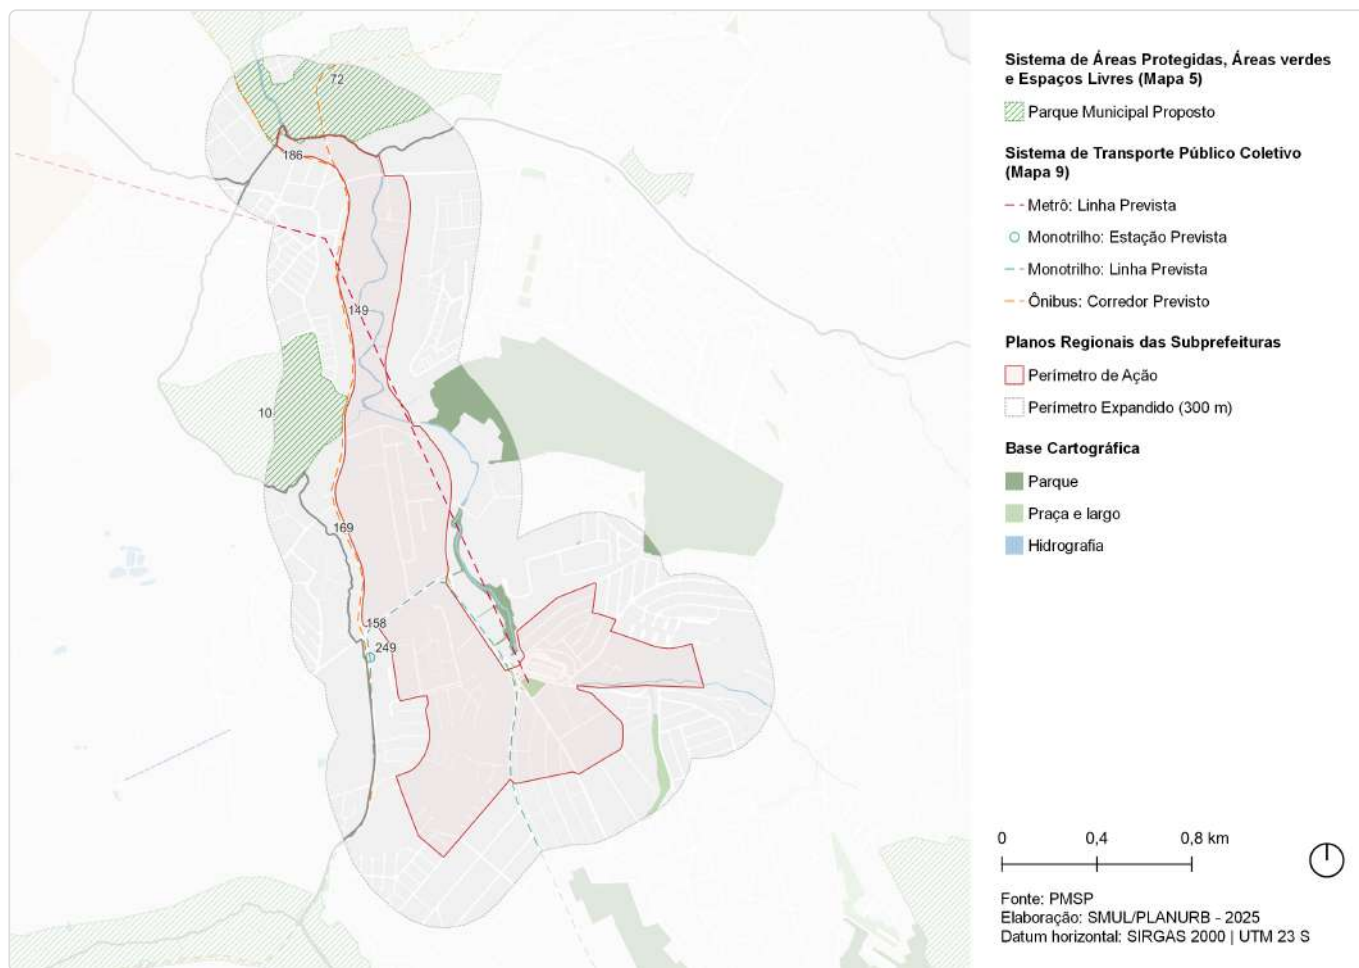 72
186
149
10
169
158
249
Sistema de Áreas Protegidas, Áreas verdes
e Espaços Livres (Mapa 5)
Parque Municipal Proposto
Sistema de Transporte Público Coletivo
(Mapa 9)
Metrô: Linha Prevista
Monotrilho: Estação Prevista
Monotrilho: Linha Prevista
Ônibus: Corredor Previsto
Planos Regionais das Subprefeituras
Perímetro de Ação
Perímetro Expandido (300 m)
Base Cartográfica
Parque
Praça e largo
Hidrografia
0 0,4 0,8 km
Fonte: PMSP
Elaboração: SMUL/PLANURB - 2025
Datum horizontal: SIRGAS 2000 | UTM 23 S